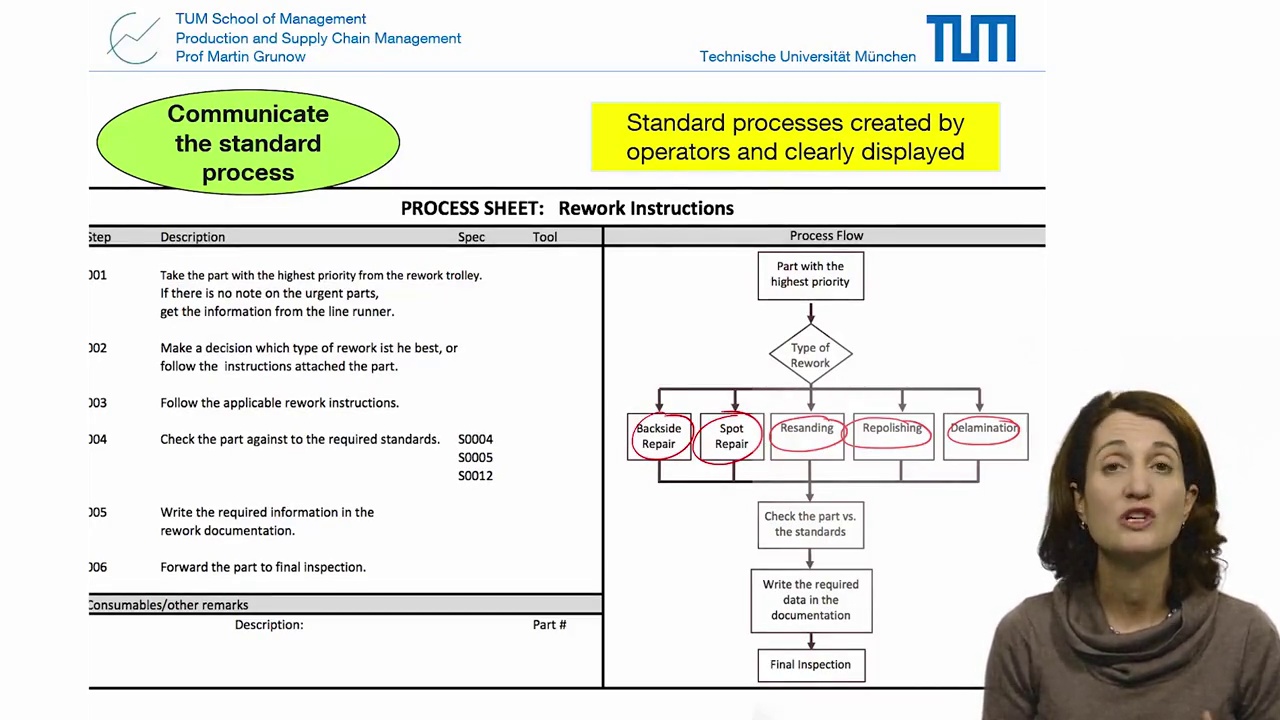 TUM School of Management
Production and Supply Chain Management
Prof Martin Grunow
Technische Universität München
TUM
Communicate
the standard
process
Standard processes created by
operators and clearly displayed
PROCESS SHEET: Rework Instructions
Step Description Spec Tool
001 Take the part with the highest priority from the rework trolley.
If there is no note on the urgent parts,
get the information from the line runner.
002 Make a decision which type of rework ist he best, or
follow the instructions attached the part.
003 Follow the applicable rework instructions.
004 Check the part against to the required standards. S0004
S0005
S0012
005 Write the required information in the
rework documentation.
006 Forward the part to final inspection.
Consumables/other remarks
Description: Part #
Process Flow
Part with the
highest priority
Type of
Rework
Backside
Repair
Spot
Repair
Resanding
Repolishing
Delamination
Check the part vs.
the standards
Write the required
data in the
documentation
Final Inspection